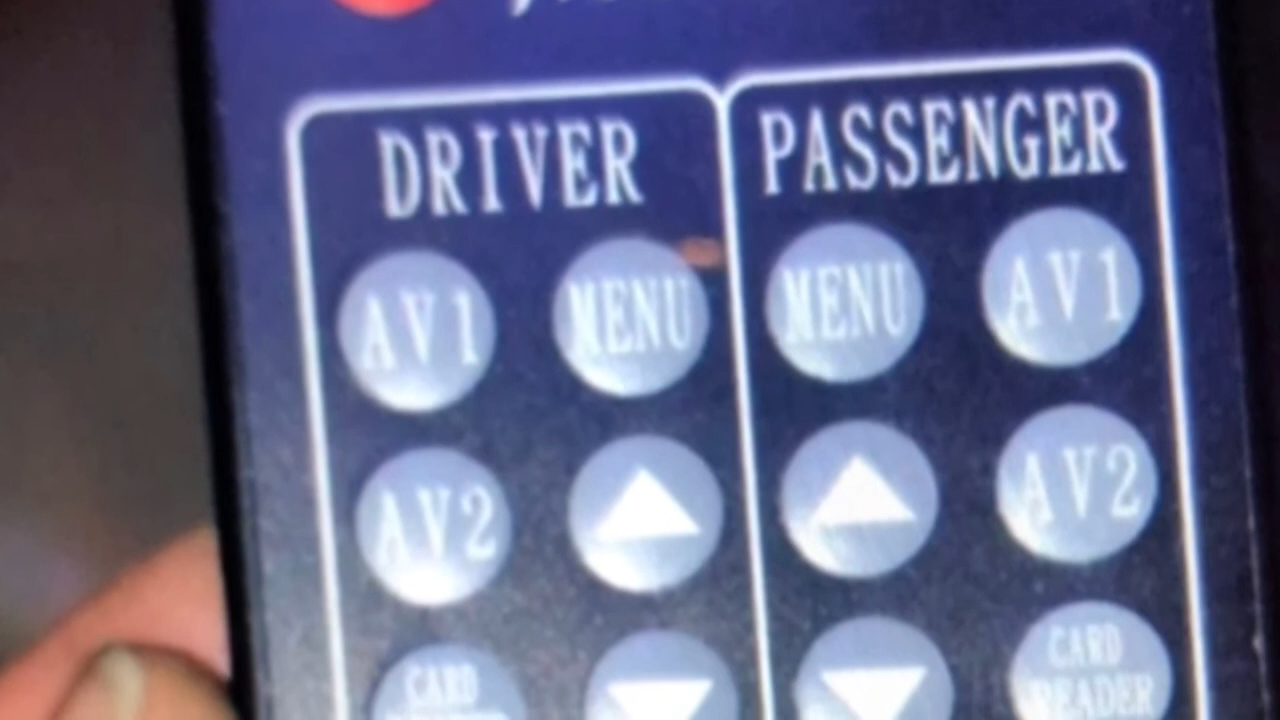 DRIVER PASSENGER
AV1 MENU MENU AV1
AV2 AV2
CARD CARD
READER